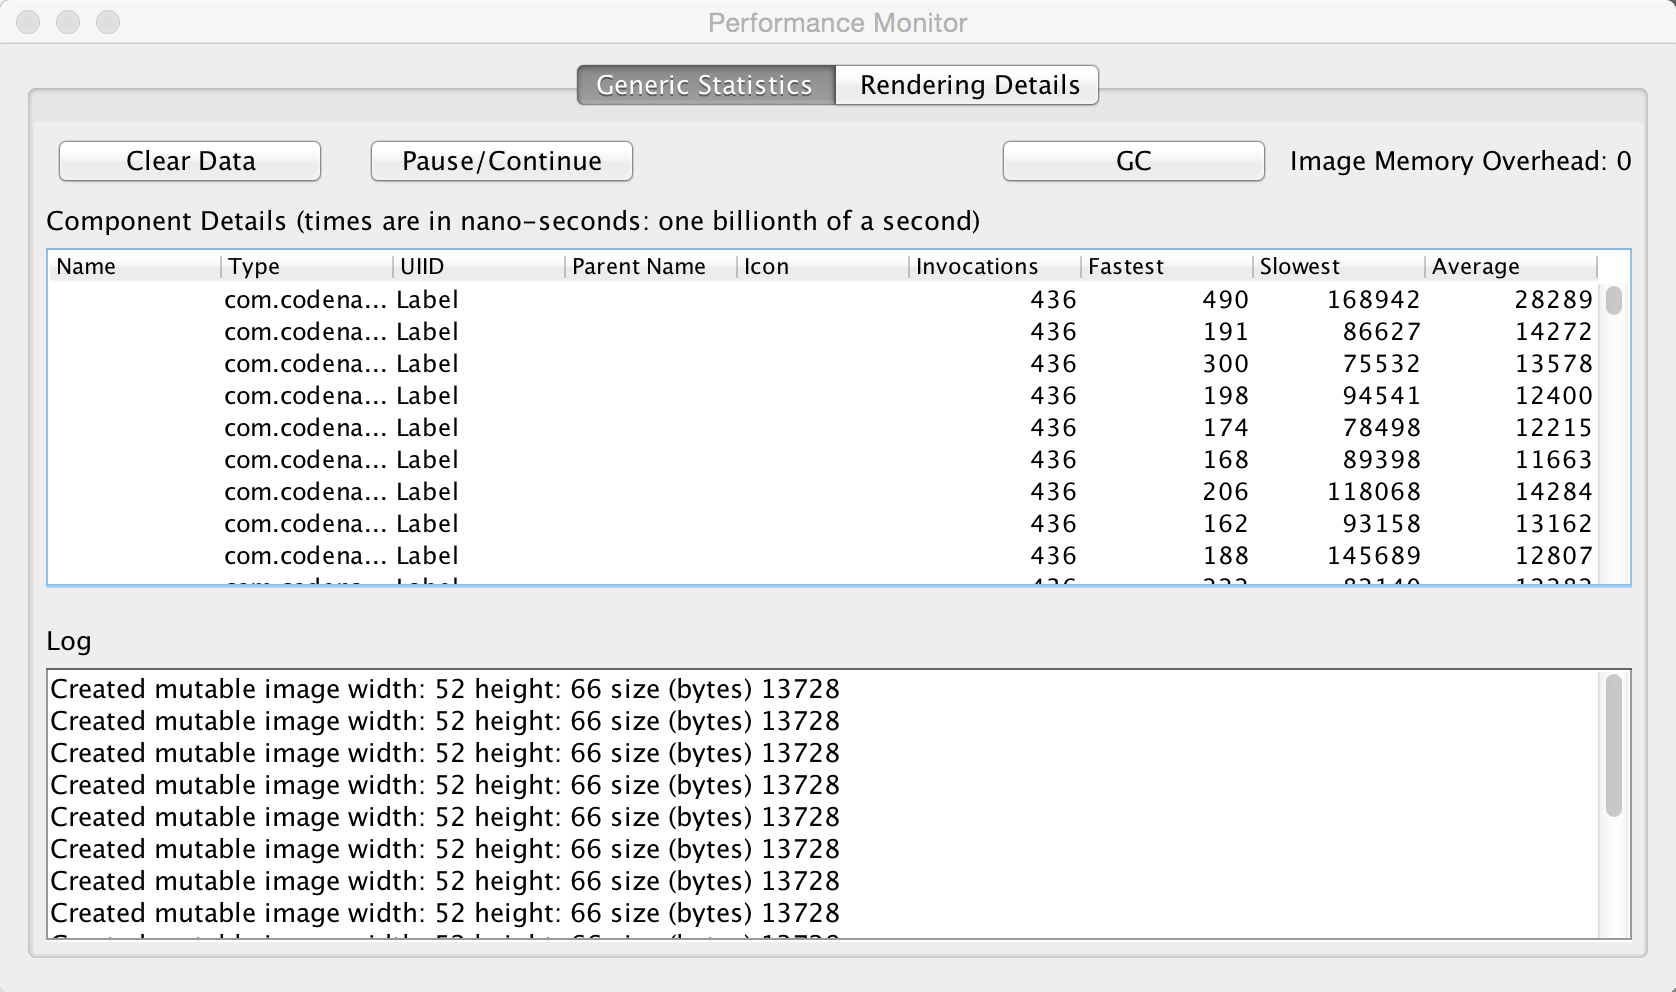 Performance Monitor
Generic Statistics Rendering Details
Clear Data Pause/Continue GC Image Memory Overhead: 0
Component Details (times are in nano-seconds: one billionth of a second)
Name Type UIID Parent Name Icon Invocations Fastest Slowest Average
com.codena... Label 436 490 168942 28289
com.codena... Label 436 191 86627 14272
com.codena... Label 436 300 75532 13578
com.codena... Label 436 198 94541 12400
com.codena... Label 436 174 78498 12215
com.codena... Label 436 168 89398 11663
com.codena... Label 436 206 118068 14284
com.codena... Label 436 162 93158 13162
com.codena... Label 436 188 145689 12807
Log
Created mutable image width: 52 height: 66 size (bytes) 13728
Created mutable image width: 52 height: 66 size (bytes) 13728
Created mutable image width: 52 height: 66 size (bytes) 13728
Created mutable image width: 52 height: 66 size (bytes) 13728
Created mutable image width: 52 height: 66 size (bytes) 13728
Created mutable image width: 52 height: 66 size (bytes) 13728
Created mutable image width: 52 height: 66 size (bytes) 13728
Created mutable image width: 52 height: 66 size (bytes) 13728